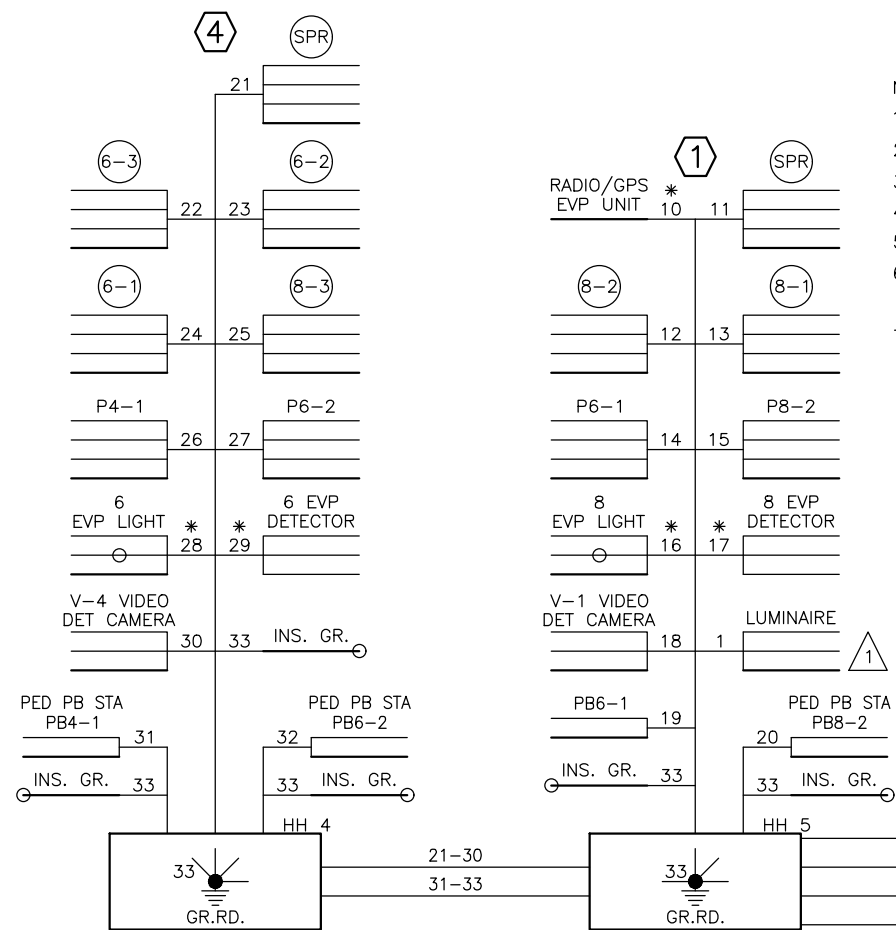 4
SPR
21
6-3
6-2
22 23
6-1
8-3
24 25
P4-1
P6-2
26 27
6
EVP LIGHT
*
*
6 EVP
DETECTOR
28 29
V-4 VIDEO
DET CAMERA
30 33
INS. GR.
PED PB STA
PB4-1
31
PED PB STA
PB6-2
32
INS. GR.
33
33
INS. GR.
HH 4
33
GR.RD.
21-30
31-33
1
SPR
RADIO/GPS
EVP UNIT
*
10 11
8-2
8-1
12 13
P6-1
P8-2
14 15
8
EVP LIGHT
*
*
8 EVP
DETECTOR
16 17
V-1 VIDEO
DET CAMERA
18 1
LUMINAIRE
1
PB6-1
19
PED PB STA
PB8-2
20
INS. GR.
33
33
INS. GR.
HH 5
33
GR.RD.